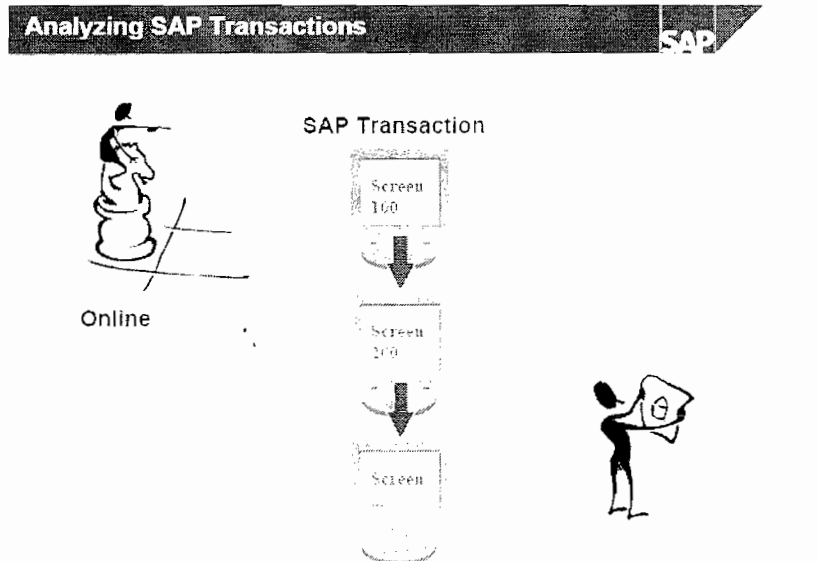 Analyzing SAP Transactions
SAP
SAP Transaction
Screen
100
Online
Screen
200
Screen
...